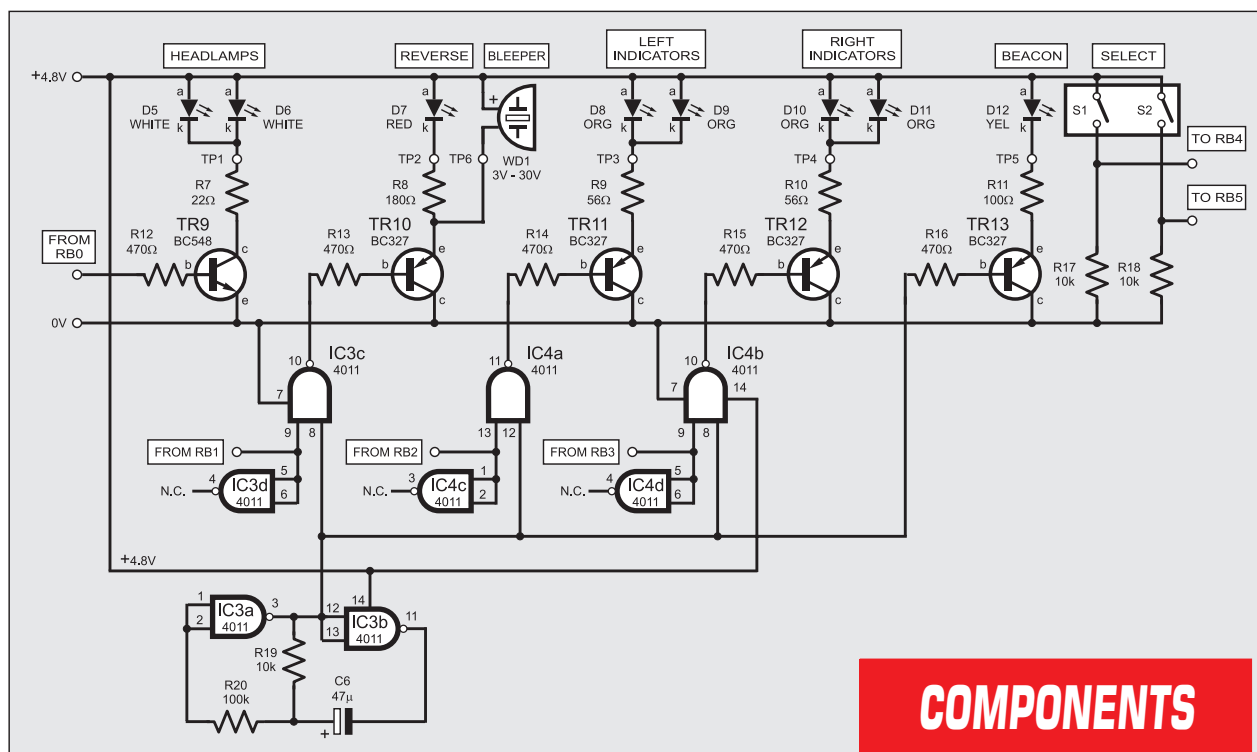 HEADLAMPS
REVERSE
BLEEPER
LEFT
INDICATORS
RIGHT
INDICATORS
BEACON
SELECT
+4.8V
a
D5
WHITE
k
a
D6
WHITE
k
a
D7
RED
k
+
WD1
3V - 30V
a
D8
ORG
k
a
D9
ORG
k
a
D10
ORG
k
a
D11
ORG
k
a
D12
YEL
k
S1
S2
TO RB4
TO RB5
TP1
TP2
TP6
TP3
TP4
TP5
R7
22Ω
R8
180Ω
R9
56Ω
R10
56Ω
R11
100Ω
FROM
RB0
R12
470Ω
TR9
BC548
b
c
e
R13
470Ω
TR10
BC327
b
e
c
R14
470Ω
TR11
BC327
b
e
c
R15
470Ω
TR12
BC327
b
e
c
R16
470Ω
TR13
BC327
b
e
c
R17
10k
R18
10k
0V
10
IC3c
4011
7
9
8
11
IC4a
4011
13
12
10
IC4b
4011
7
14
9
8
FROM RB1
FROM RB2
FROM RB3
N.C.
4
IC3d
4011
5
6
N.C.
3
IC4c
4011
1
2
N.C.
4
IC4d
4011
5
6
+4.8V
1
2
IC3a
4011
3
12
13
14
IC3b
4011
11
R19
10k
R20
100k
C6
47µ
+
COMPONENTS